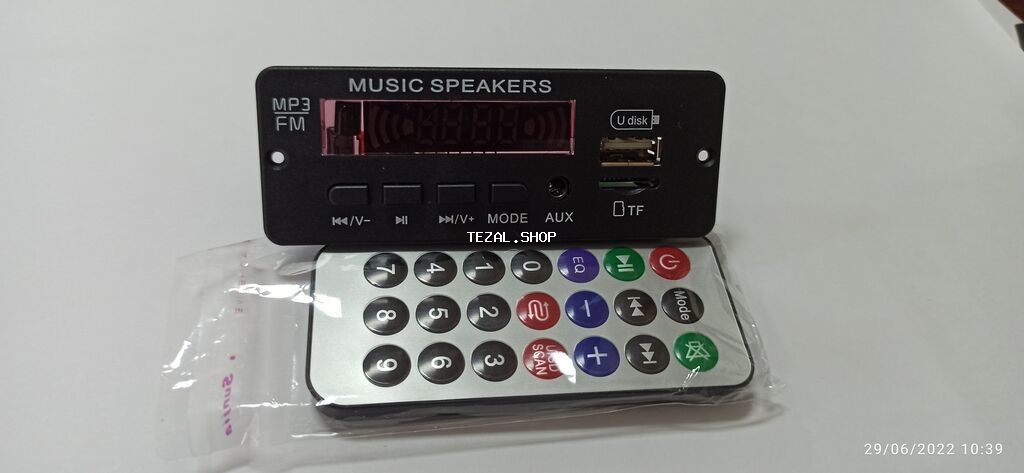 MUSIC SPEAKERS
MP3
FM
U disk
TF
⏮/V−
⏯
⏭/V+
MODE
AUX
TEZAL.SHOP
7 4 1 0 EQ
8 5 2 − Mode
9 6 3 U/SD SCAN +
29/06/2022 10:39